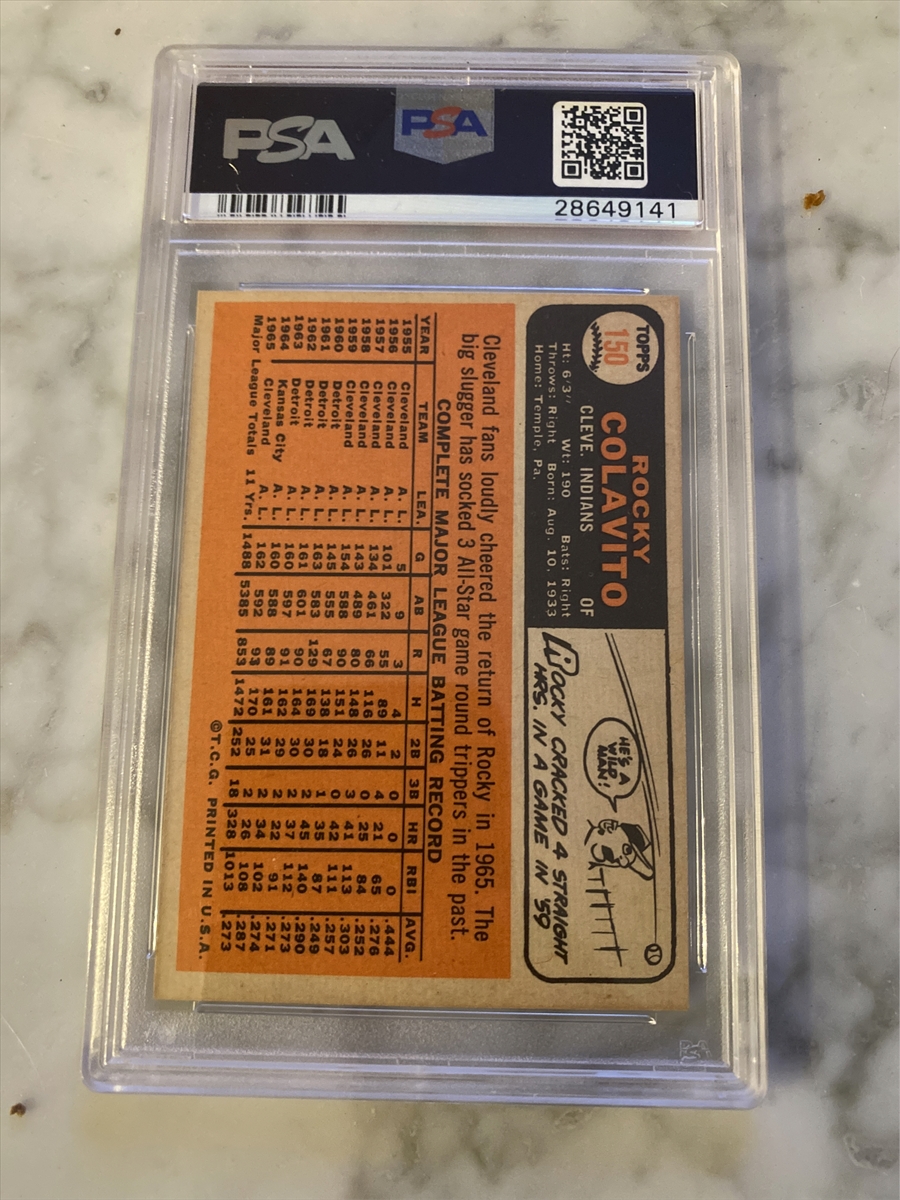 PSA
PSA
28649141
TOPPS
150
ROCKY
COLAVITO
CLEVE. INDIANS OF
Ht: 6'3" Wt: 190 Bats: Right
Throws: Right Born: Aug. 10, 1933
Home: Temple, Pa.
HE'S A
WILD
MAN!
ROCKY CRACKED 4 STRAIGHT
HRS. IN A GAME IN '59
Cleveland fans loudly cheered the return of Rocky in 1965. The
big slugger has socked 3 All-Star game round trippers in the past.
COMPLETE MAJOR LEAGUE BATTING RECORD
YEAR TEAM LEA. G AB R H 2B 3B HR RBI AVG.
1955 Cleveland A. L. 5 9 3 4 2 0 0 0 .444
1956 Cleveland A. L. 101 322 55 89 11 4 21 65 .276
1957 Cleveland A. L. 134 461 66 116 26 0 25 84 .252
1958 Cleveland A. L. 143 489 80 148 26 3 41 113 .303
1959 Cleveland A. L. 154 588 90 151 24 0 42 111 .257
1960 Detroit A. L. 145 555 67 138 18 1 35 87 .249
1961 Detroit A. L. 163 583 129 169 30 2 45 140 .290
1962 Detroit A. L. 161 601 90 164 30 2 37 112 .273
1963 Detroit A. L. 160 597 91 162 29 2 22 91 .271
1964 Kansas City A. L. 160 588 89 161 31 2 34 102 .274
1965 Cleveland A. L. 162 592 93 170 25 2 26 108 .287
Major League Totals 11 Yrs. 1488 5385 853 1472 252 18 328 1013 .273
©T.C.G. PRINTED IN U.S.A.